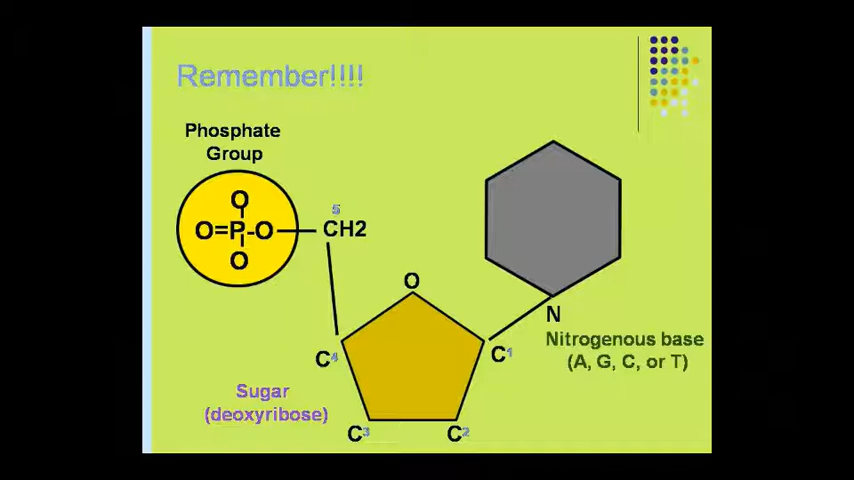 Remember!!!!
Phosphate
Group
O
O=P-O
O
5
CH2
O
N
C1
C4
Nitrogenous base
(A, G, C, or T)
Sugar
(deoxyribose)
C3
C2